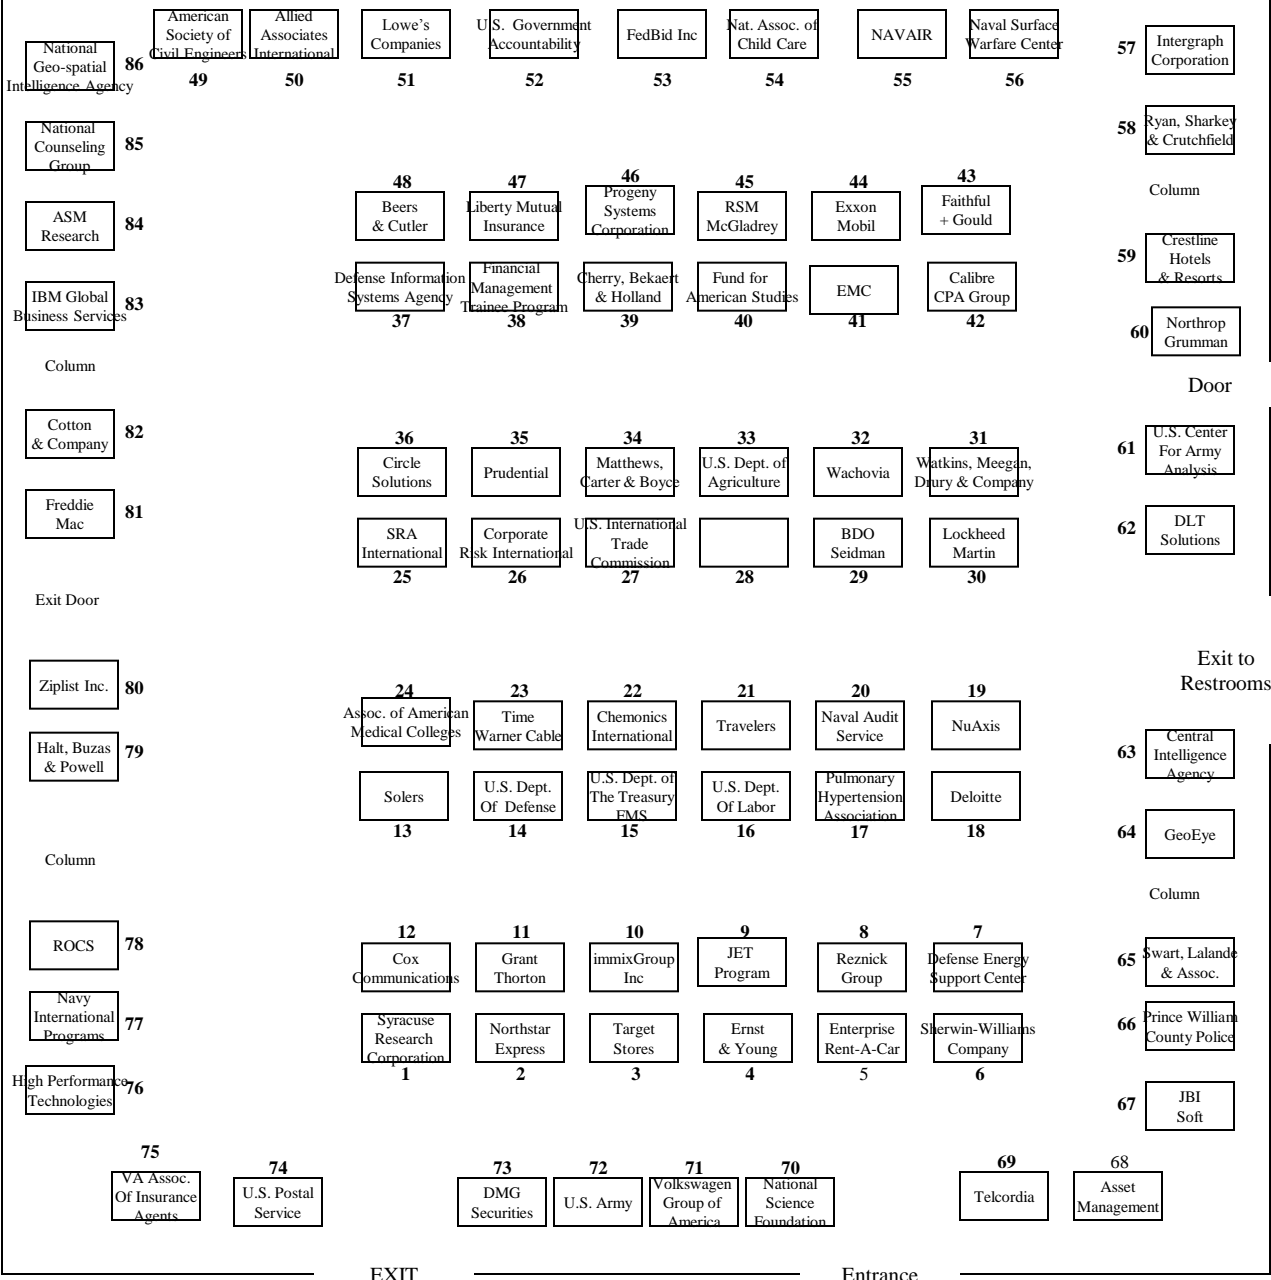 American
Society of
Civil Engineers
49
Allied
Associates
International
50
Lowe's
Companies
51
U.S. Government
Accountability
52
FedBid Inc
53
Nat. Assoc. of
Child Care
54
NAVAIR
55
Naval Surface
Warfare Center
56
57
Intergraph
Corporation
58
Ryan, Sharkey
& Crutchfield
Column
59
Crestline
Hotels
& Resorts
60
Northrop
Grumman
Door
61
U.S. Center
For Army
Analysis
62
DLT
Solutions
Exit to
Restrooms
63
Central
Intelligence
Agency
64
GeoEye
Column
65
Swart, Lalande
& Assoc.
66
Prince William
County Police
67
JBI
Soft
National
Geo-spatial
Intelligence Agency
86
National
Counseling
Group
85
ASM
Research
84
IBM Global
Business Services
83
Column
Cotton
& Company
82
Freddie
Mac
81
Exit Door
Ziplist Inc.
80
Halt, Buzas
& Powell
79
Column
ROCS
78
Navy
International
Programs
77
High Performance
Technologies
76
48
Beers
& Cutler
47
Liberty Mutual
Insurance
46
Progeny
Systems
Corporation
45
RSM
McGladrey
44
Exxon
Mobil
43
Faithful
+ Gould
Defense Information
Systems Agency
37
Financial
Management
Trainee Program
38
Cherry, Bekaert
& Holland
39
Fund for
American Studies
40
EMC
41
Calibre
CPA Group
42
36
Circle
Solutions
35
Prudential
34
Matthews,
Carter & Boyce
33
U.S. Dept. of
Agriculture
32
Wachovia
31
Watkins, Meegan,
Drury & Company
SRA
International
25
Corporate
Risk International
26
U.S. International
Trade
Commission
27
28
BDO
Seidman
29
Lockheed
Martin
30
24
Assoc. of American
Medical Colleges
23
Time
Warner Cable
22
Chemonics
International
21
Travelers
20
Naval Audit
Service
19
NuAxis
Solers
13
U.S. Dept.
Of Defense
14
U.S. Dept. of
The Treasury
FMS
15
U.S. Dept.
Of Labor
16
Pulmonary
Hypertension
Association
17
Deloitte
18
12
Cox
Communications
11
Grant
Thorton
10
immixGroup
Inc
9
JET
Program
8
Reznick
Group
7
Defense Energy
Support Center
Syracuse
Research
Corporation
1
Northstar
Express
2
Target
Stores
3
Ernst
& Young
4
Enterprise
Rent-A-Car
5
Sherwin-Williams
Company
6
75
VA Assoc.
Of Insurance
Agents
74
U.S. Postal
Service
73
DMG
Securities
72
U.S. Army
71
Volkswagen
Group of
America
70
National
Science
Foundation
69
Telcordia
68
Asset
Management
EXIT
Entrance